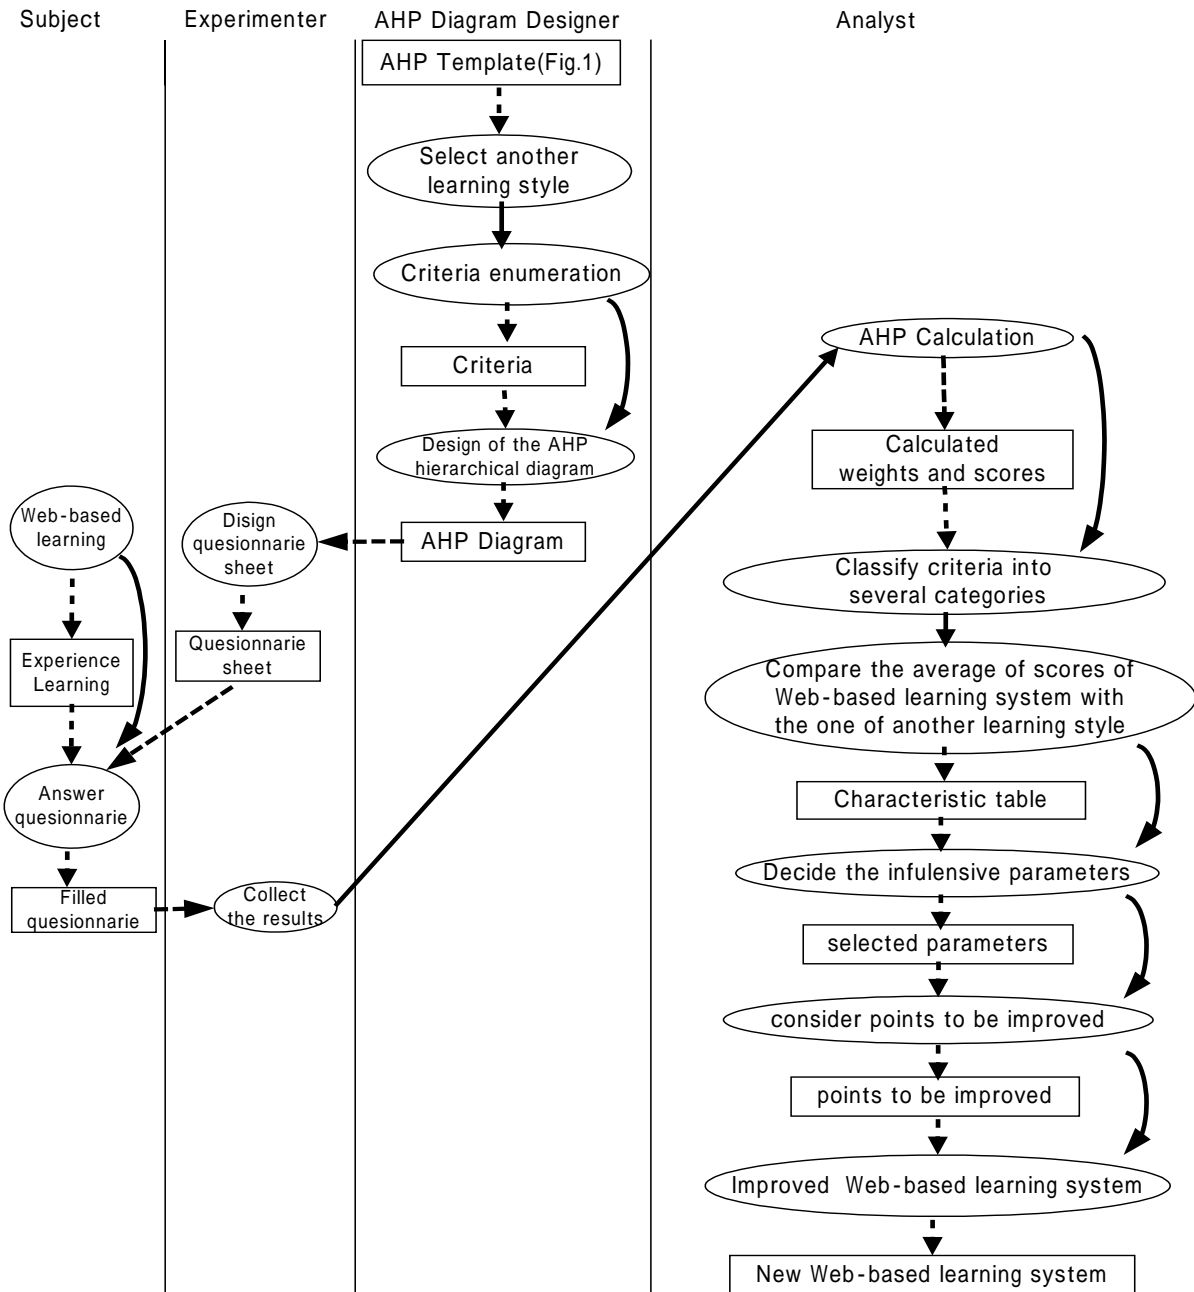 Subject
Experimenter
AHP Diagram Designer
Analyst
AHP Template(Fig.1)
Select another
learning style
Criteria enumeration
Criteria
Design of the AHP
hierarchical diagram
AHP Diagram
Disign
quesionnarie
sheet
Quesionnarie
sheet
Web-based
learning
Experience
Learning
Answer
quesionnarie
Filled
quesionnarie
Collect
the results
AHP Calculation
Calculated
weights and scores
Classify criteria into
several categories
Compare the average of scores of
Web-based learning system with
the one of another learning style
Characteristic table
Decide the infulensive parameters
selected parameters
consider points to be improved
points to be improved
Improved Web-based learning system
New Web-based learning system